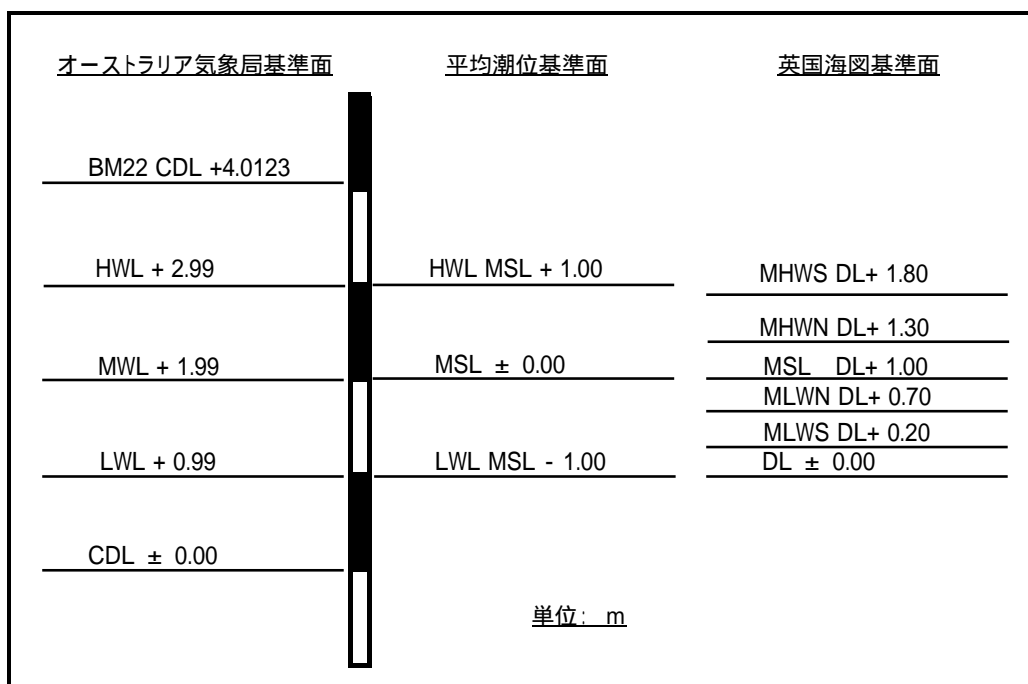 オーストラリア気象局基準面 平均潮位基準面 英国海図基準面
BM22 CDL +4.0123
HWL + 2.99 HWL MSL + 1.00 MHWS DL+ 1.80
MHWN DL+ 1.30
MWL + 1.99 MSL ± 0.00 MSL DL+ 1.00
MLWN DL+ 0.70
MLWS DL+ 0.20
LWL + 0.99 LWL MSL - 1.00 DL ± 0.00
CDL ± 0.00
単位: m